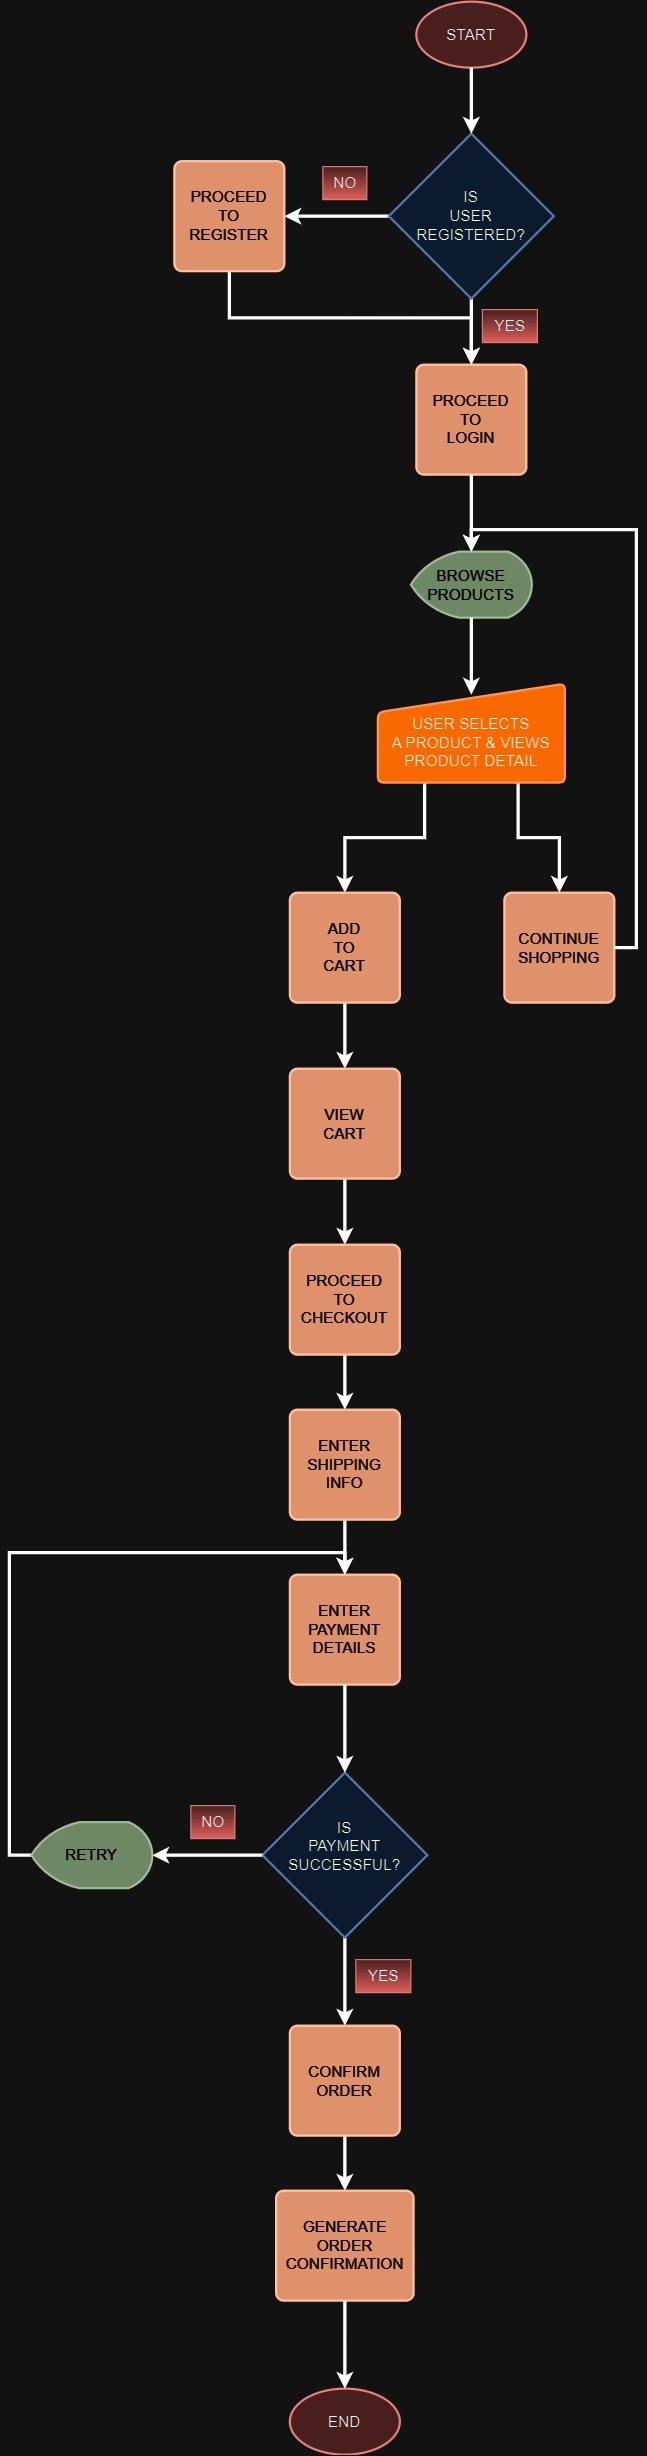 START
IS
USER
REGISTERED?
NO
PROCEED
TO
REGISTER
YES
PROCEED
TO
LOGIN
BROWSE
PRODUCTS
USER SELECTS
A PRODUCT & VIEWS
PRODUCT DETAIL
ADD
TO
CART
CONTINUE
SHOPPING
VIEW
CART
PROCEED
TO
CHECKOUT
ENTER
SHIPPING
INFO
ENTER
PAYMENT
DETAILS
IS
PAYMENT
SUCCESSFUL?
NO
RETRY
YES
CONFIRM
ORDER
GENERATE
ORDER
CONFIRMATION
END